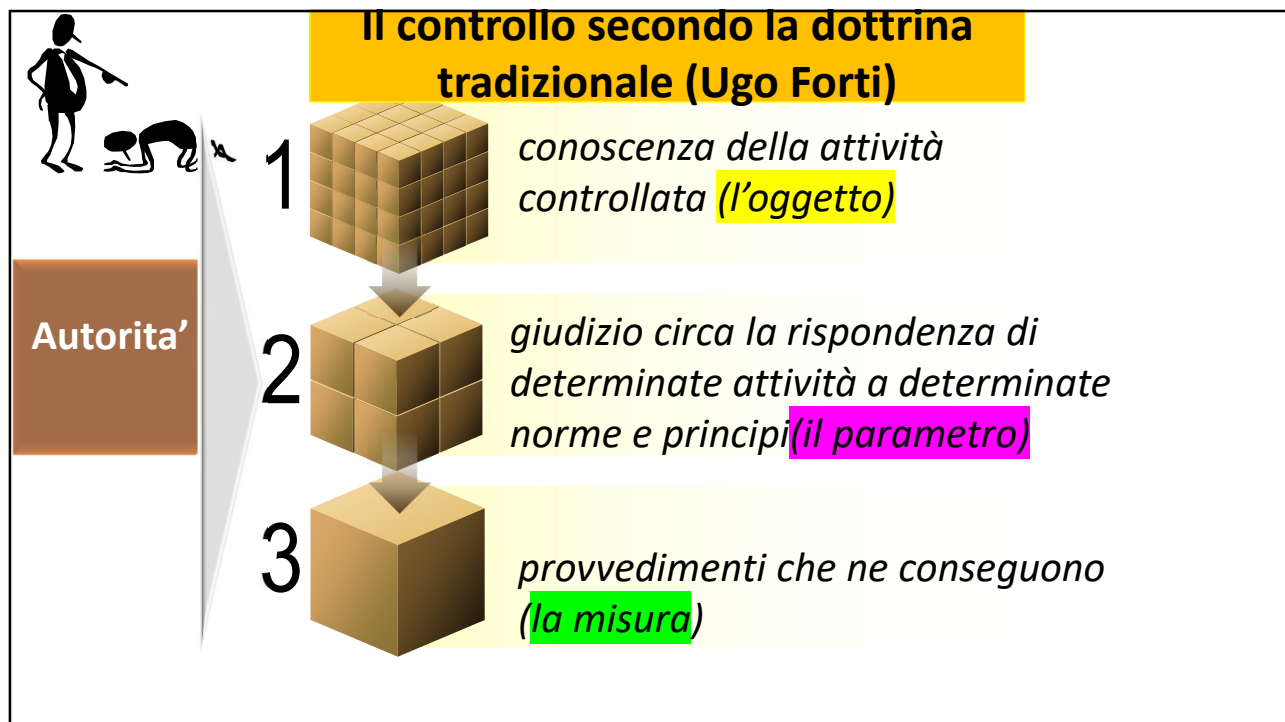 Il controllo secondo la dottrina
tradizionale (Ugo Forti)
1
conoscenza della attività
controllata (l’oggetto)
Autorita’
2
giudizio circa la rispondenza di
determinate attività a determinate
norme e principi(il parametro)
3
provvedimenti che ne conseguono
(la misura)